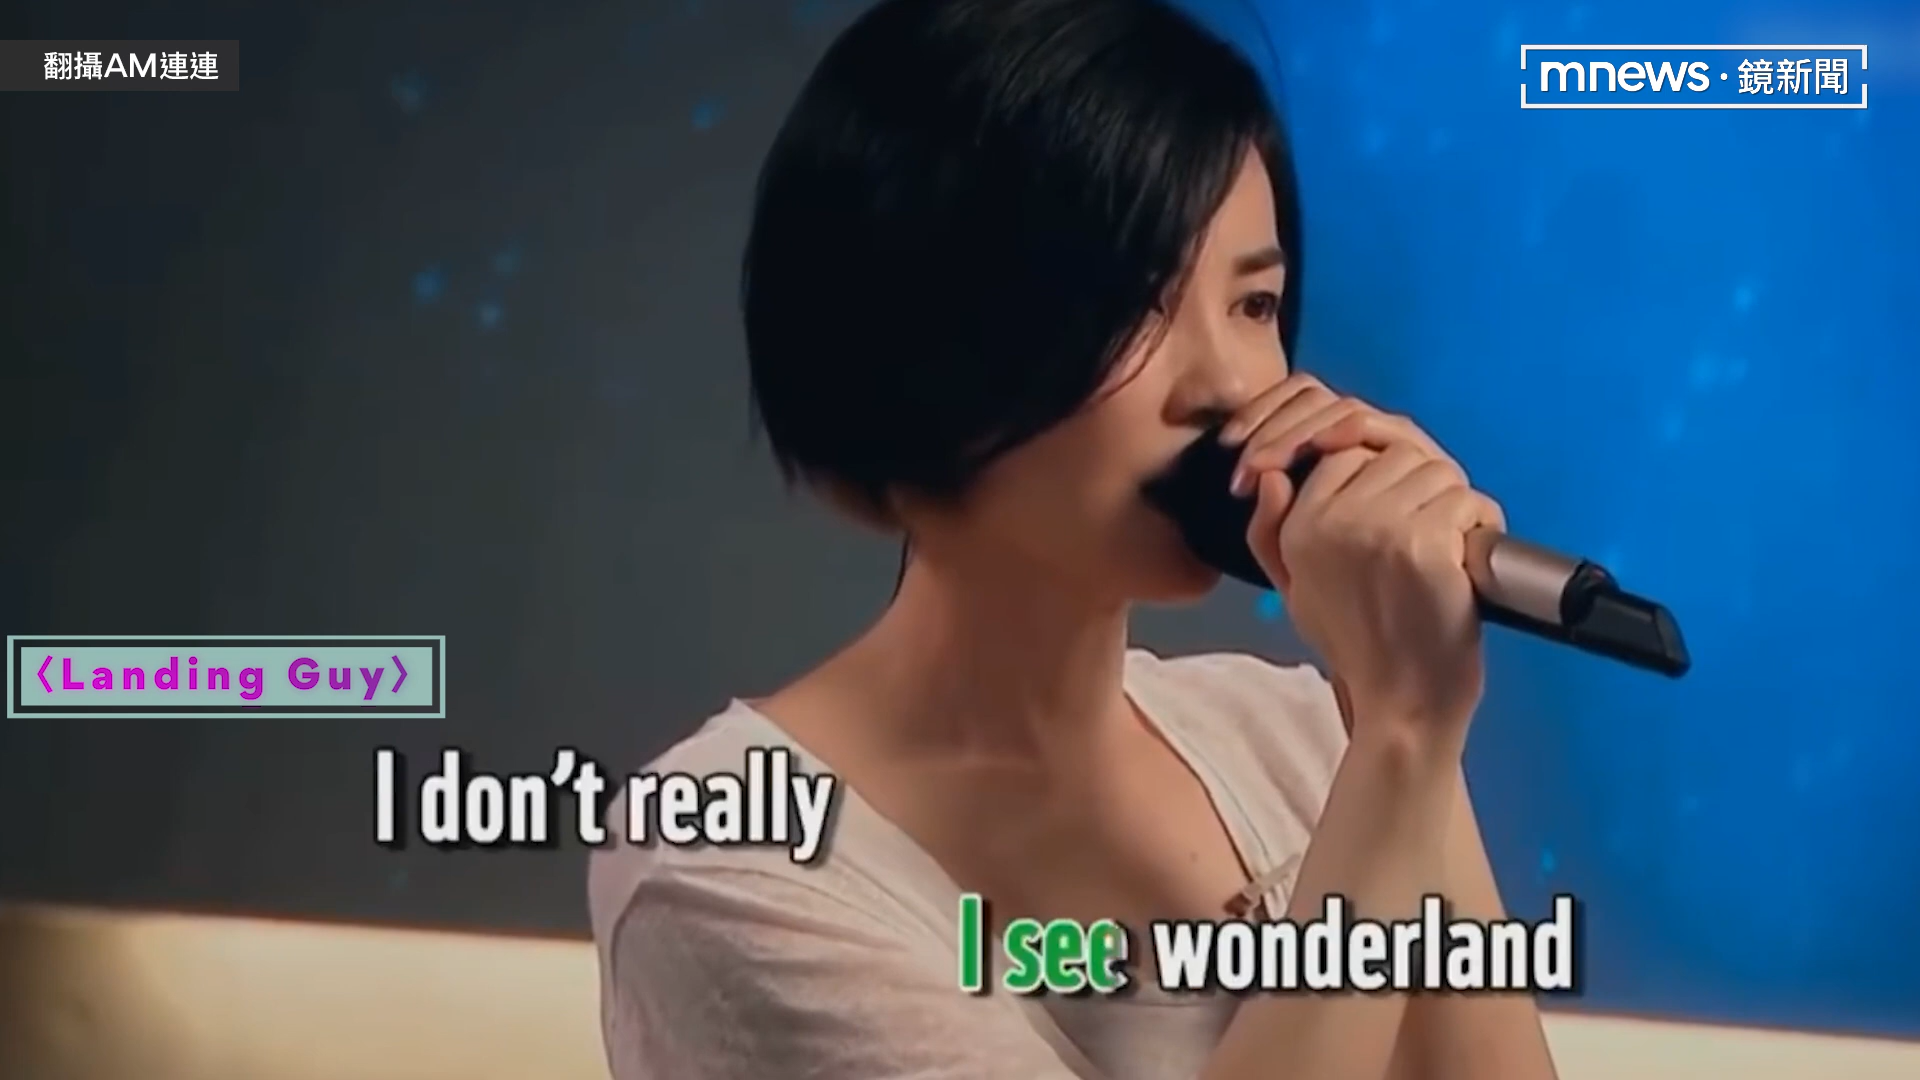 翻攝AM連連
mnews·鏡新聞
〈Landing Guy〉
I don't really
I see wonderland